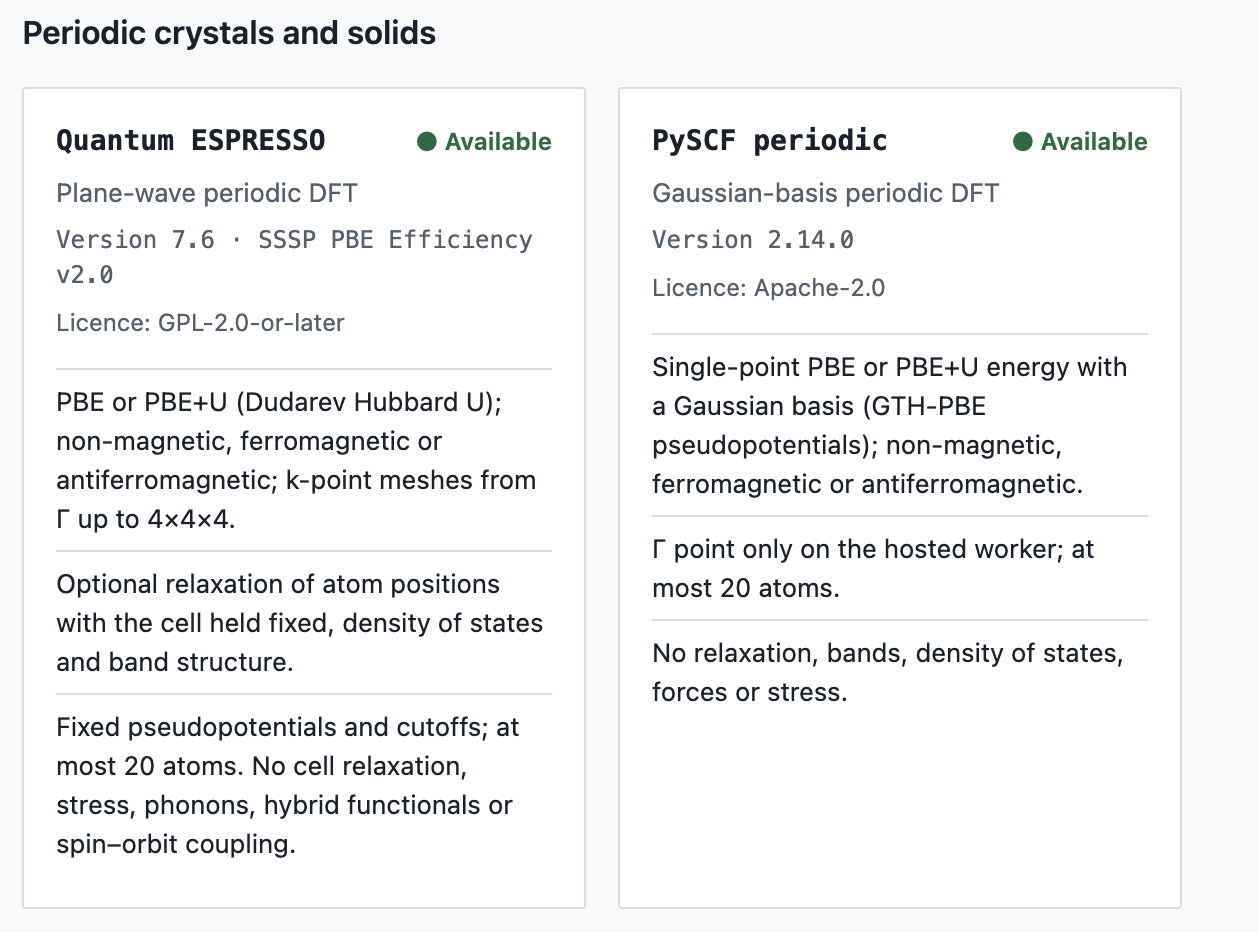 Periodic crystals and solids
Quantum ESPRESSO
Available
Plane-wave periodic DFT
Version 7.6 · SSSP PBE Efficiency
v2.0
Licence: GPL-2.0-or-later
PBE or PBE+U (Dudarev Hubbard U);
non-magnetic, ferromagnetic or
antiferromagnetic; k-point meshes from
Γ up to 4×4×4.
Optional relaxation of atom positions
with the cell held fixed, density of states
and band structure.
Fixed pseudopotentials and cutoffs; at
most 20 atoms. No cell relaxation,
stress, phonons, hybrid functionals or
spin–orbit coupling.
PySCF periodic
Available
Gaussian-basis periodic DFT
Version 2.14.0
Licence: Apache-2.0
Single-point PBE or PBE+U energy with
a Gaussian basis (GTH-PBE
pseudopotentials); non-magnetic,
ferromagnetic or antiferromagnetic.
Γ point only on the hosted worker; at
most 20 atoms.
No relaxation, bands, density of states,
forces or stress.